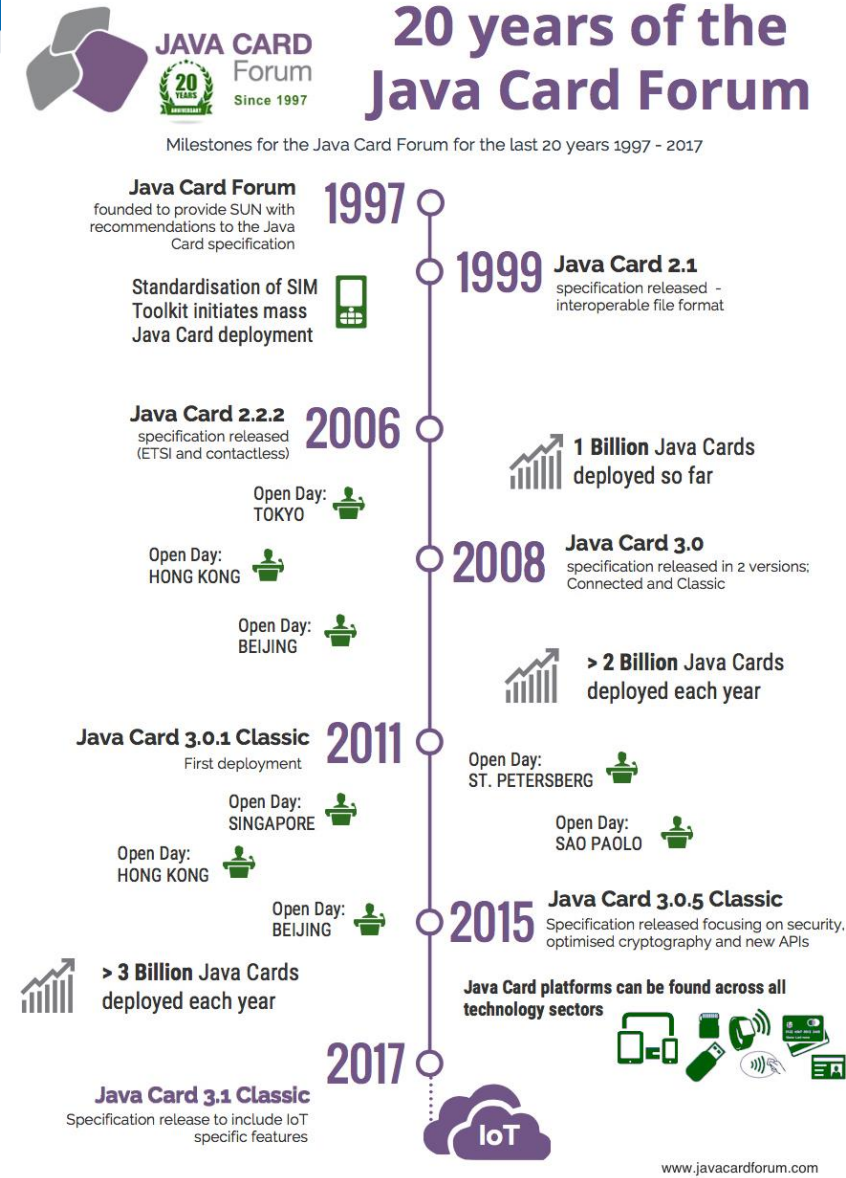 JAVA CARD
Forum
20
YEARS
ANNIVERSARY
Since 1997
20 years of the
Java Card Forum
Milestones for the Java Card Forum for the last 20 years 1997 - 2017
Java Card Forum
founded to provide SUN with
recommendations to the Java
Card specification
1997
1999
Java Card 2.1
specification released -
interoperable file format
Standardisation of SIM
Toolkit initiates mass
Java Card deployment
Java Card 2.2.2
specification released
(ETSI and contactless)
2006
1 Billion Java Cards
deployed so far
Open Day:
TOKYO
Open Day:
HONG KONG
2008
Java Card 3.0
specification released in 2 versions;
Connected and Classic
Open Day:
BEIJING
> 2 Billion Java Cards
deployed each year
Java Card 3.0.1 Classic
First deployment
2011
Open Day:
ST. PETERSBERG
Open Day:
SINGAPORE
Open Day:
SAO PAOLO
Open Day:
HONG KONG
Open Day:
BEIJING
2015
Java Card 3.0.5 Classic
Specification released focusing on security,
optimised cryptography and new APIs
> 3 Billion Java Cards
deployed each year
Java Card platforms can be found across all
technology sectors
2017
Java Card 3.1 Classic
Specification release to include IoT
specific features
IoT
www.javacardforum.com